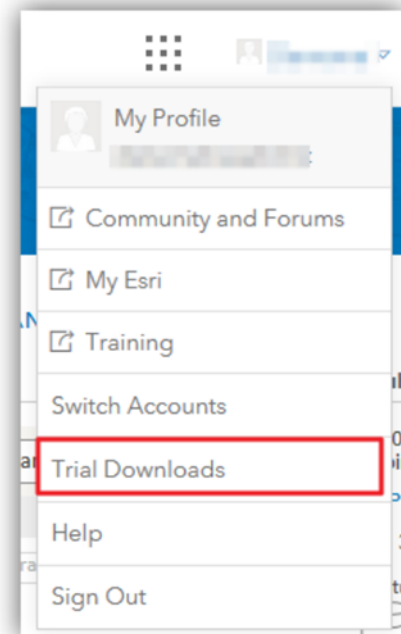 My Profile
Community and Forums
My Esri
Training
Switch Accounts
Trial Downloads
Help
Sign Out